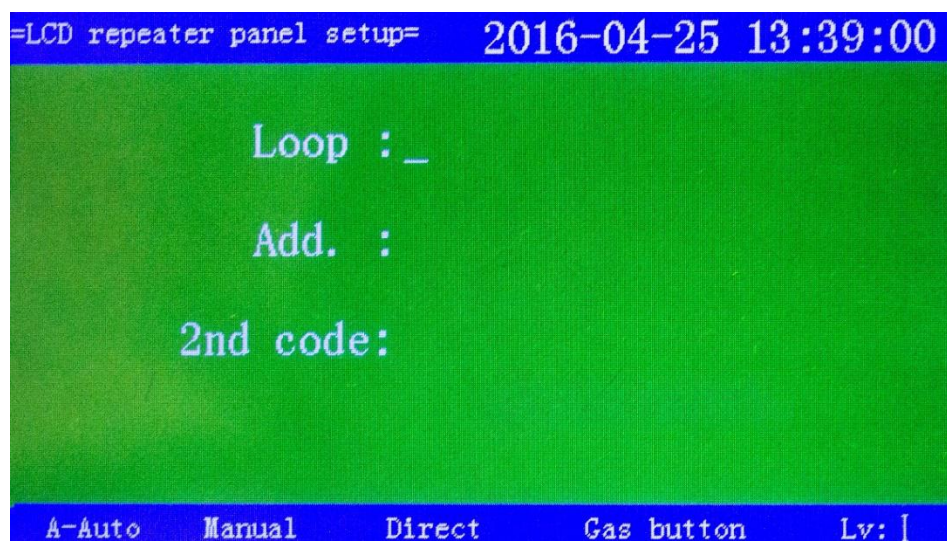 =LCD repeater panel setup= 2016-04-25 13:39:00
Loop :_
Add. :
2nd code:
A-Auto Manual Direct Gas button Lv: